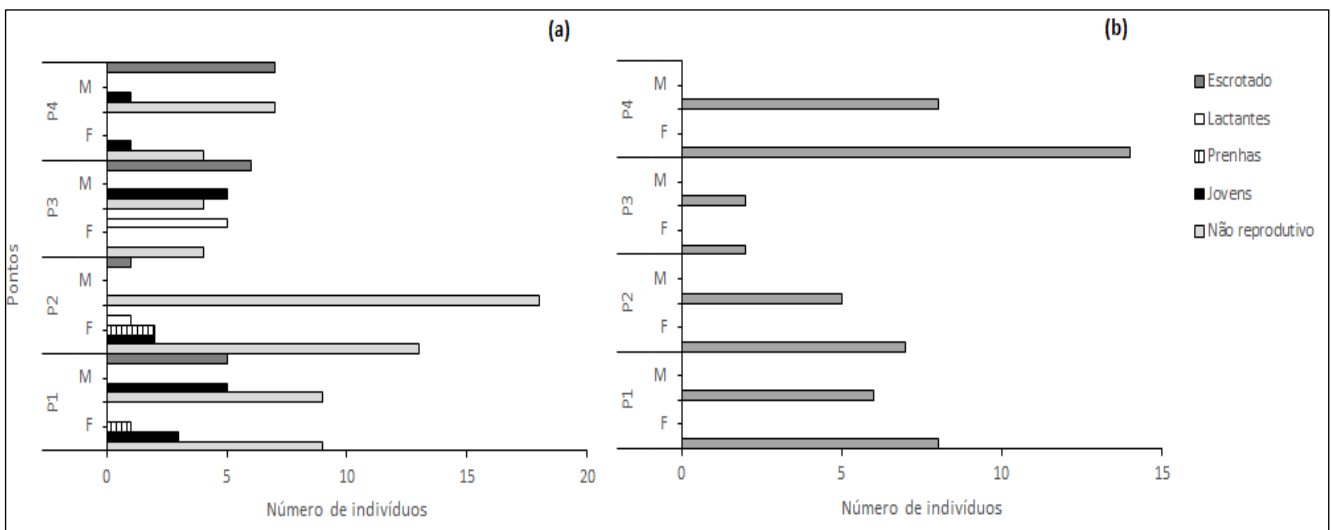 (a)
Pontos
P4
M
F
P3
M
F
P2
M
F
P1
M
F
0 5 10 15 20
Número de indivíduos
(b)
P4
M
F
P3
M
F
P2
M
F
P1
M
F
0 5 10 15
Número de indivíduos
Escrotado
Lactantes
Prenhas
Jovens
Não reprodutivo